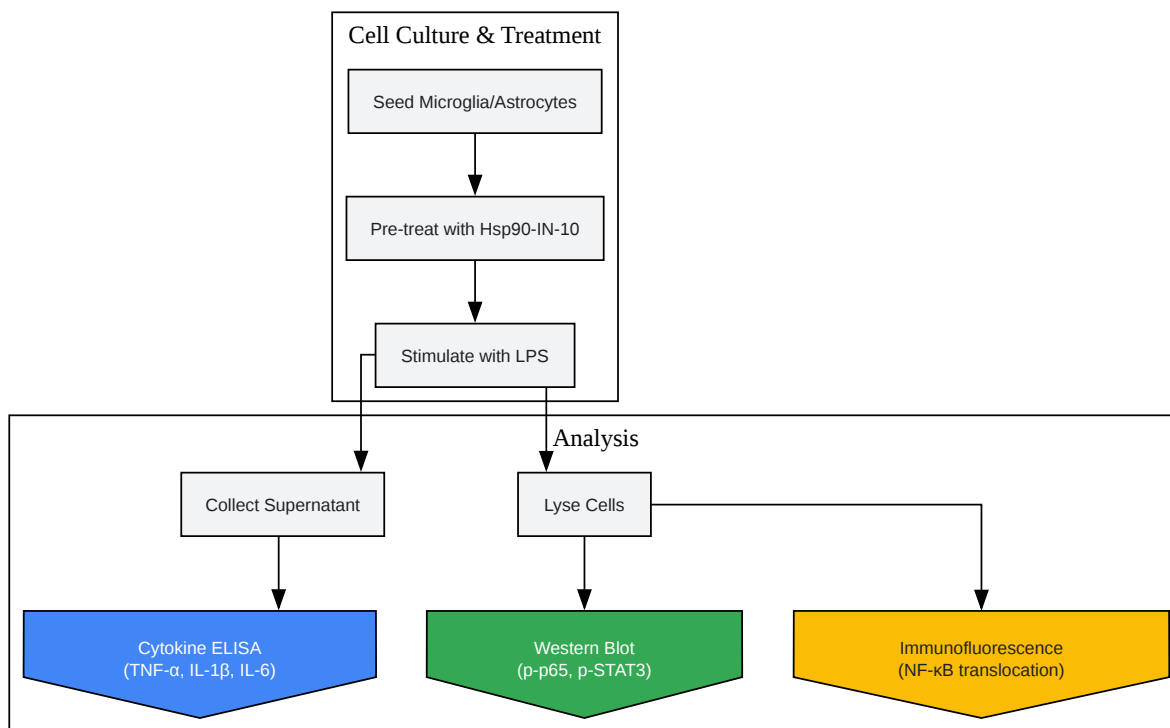 Cell Culture & Treatment
Seed Microglia/Astrocytes
Pre-treat with Hsp90-IN-10
Stimulate with LPS
Analysis
Collect Supernatant
Lyse Cells
Cytokine ELISA
(TNF-α, IL-1β, IL-6)
Western Blot
(p-p65, p-STAT3)
Immunofluorescence
(NF-κB translocation)